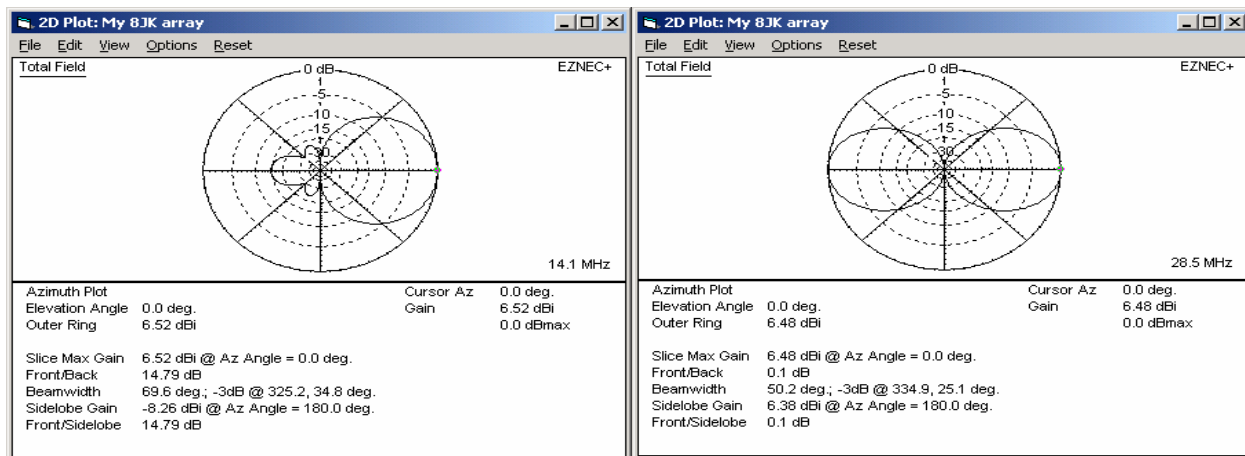 2D Plot: My 8JK array
File Edit View Options Reset
Total Field
EZNEC+
0 dB
1
-5
-10
-15
-30
14.1 MHz
Azimuth Plot
Elevation Angle 0.0 deg.
Outer Ring 6.52 dBi
Cursor Az 0.0 deg.
Gain 6.52 dBi
0.0 dBmax
Slice Max Gain 6.52 dBi @ Az Angle = 0.0 deg.
Front/Back 14.79 dB
Beamwidth 69.6 deg.; -3dB @ 325.2, 34.8 deg.
Sidelobe Gain -8.26 dBi @ Az Angle = 180.0 deg.
Front/Sidelobe 14.79 dB
2D Plot: My 8JK array
File Edit View Options Reset
Total Field
EZNEC+
0 dB
1
-5
-10
-15
-30
28.5 MHz
Azimuth Plot
Elevation Angle 0.0 deg.
Outer Ring 6.48 dBi
Cursor Az 0.0 deg.
Gain 6.48 dBi
0.0 dBmax
Slice Max Gain 6.48 dBi @ Az Angle = 0.0 deg.
Front/Back 0.1 dB
Beamwidth 50.2 deg.; -3dB @ 334.9, 25.1 deg.
Sidelobe Gain 6.38 dBi @ Az Angle = 180.0 deg.
Front/Sidelobe 0.1 dB